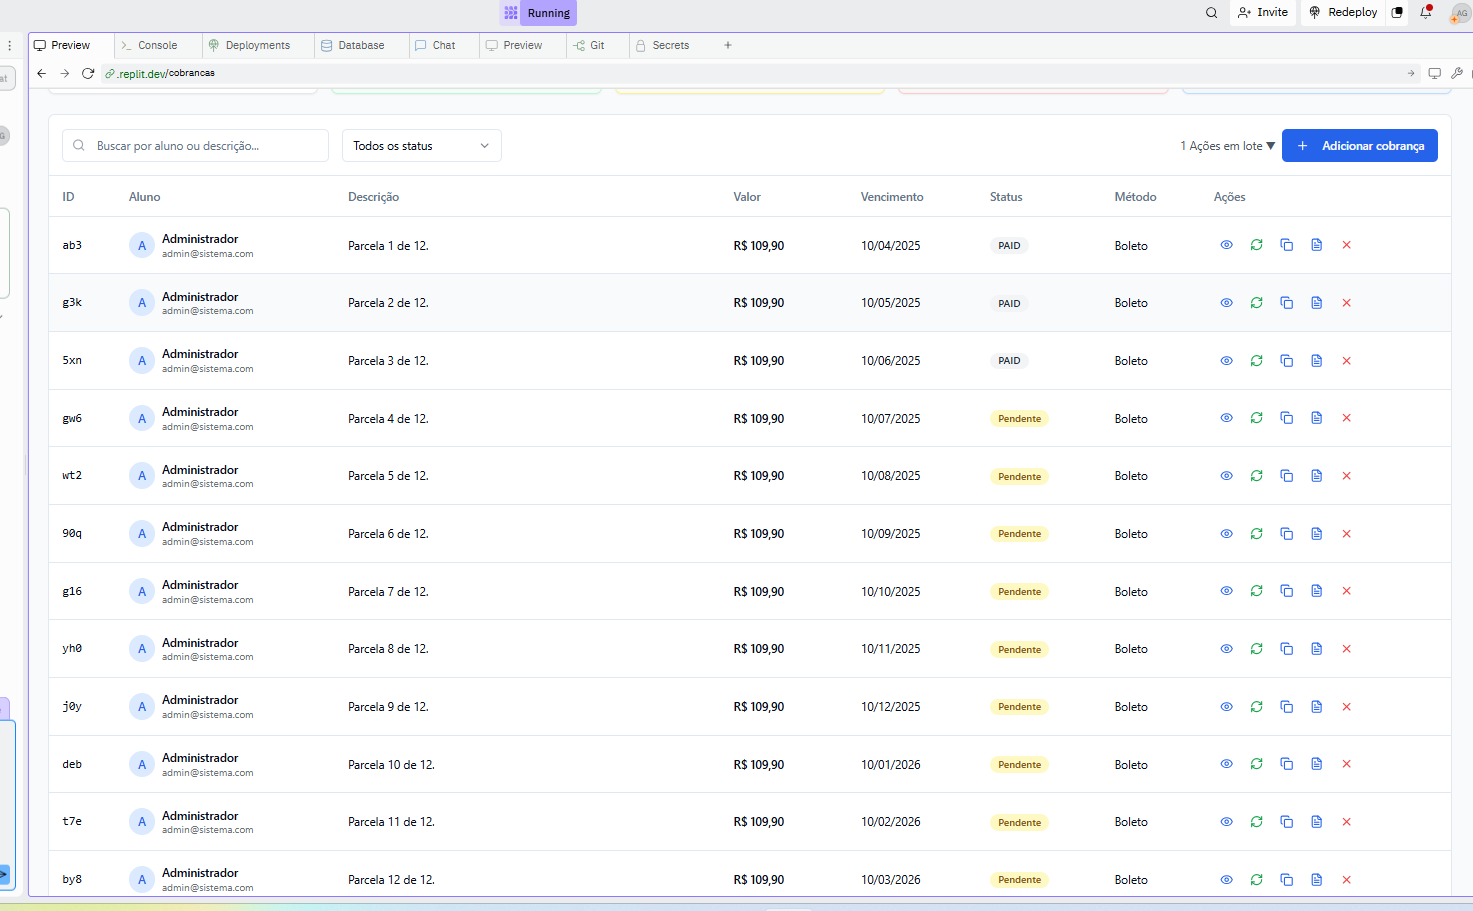 Running
Invite
Redeploy
AG
Preview
Console
Deployments
Database
Chat
Preview
Git
Secrets
.replit.dev/cobrancas
Buscar por aluno ou descrição...
Todos os status
1 Ações em lote ▼
+ Adicionar cobrança
ID Aluno Descrição Valor Vencimento Status Método Ações
ab3 A Administrador Parcela 1 de 12. R$ 109,90 10/04/2025 PAID Boleto
admin@sistema.com
g3k A Administrador Parcela 2 de 12. R$ 109,90 10/05/2025 PAID Boleto
admin@sistema.com
5xn A Administrador Parcela 3 de 12. R$ 109,90 10/06/2025 PAID Boleto
admin@sistema.com
gw6 A Administrador Parcela 4 de 12. R$ 109,90 10/07/2025 Pendente Boleto
admin@sistema.com
wt2 A Administrador Parcela 5 de 12. R$ 109,90 10/08/2025 Pendente Boleto
admin@sistema.com
90q A Administrador Parcela 6 de 12. R$ 109,90 10/09/2025 Pendente Boleto
admin@sistema.com
g16 A Administrador Parcela 7 de 12. R$ 109,90 10/10/2025 Pendente Boleto
admin@sistema.com
yh0 A Administrador Parcela 8 de 12. R$ 109,90 10/11/2025 Pendente Boleto
admin@sistema.com
j0y A Administrador Parcela 9 de 12. R$ 109,90 10/12/2025 Pendente Boleto
admin@sistema.com
deb A Administrador Parcela 10 de 12. R$ 109,90 10/01/2026 Pendente Boleto
admin@sistema.com
t7e A Administrador Parcela 11 de 12. R$ 109,90 10/02/2026 Pendente Boleto
admin@sistema.com
by8 A Administrador Parcela 12 de 12. R$ 109,90 10/03/2026 Pendente Boleto
admin@sistema.com